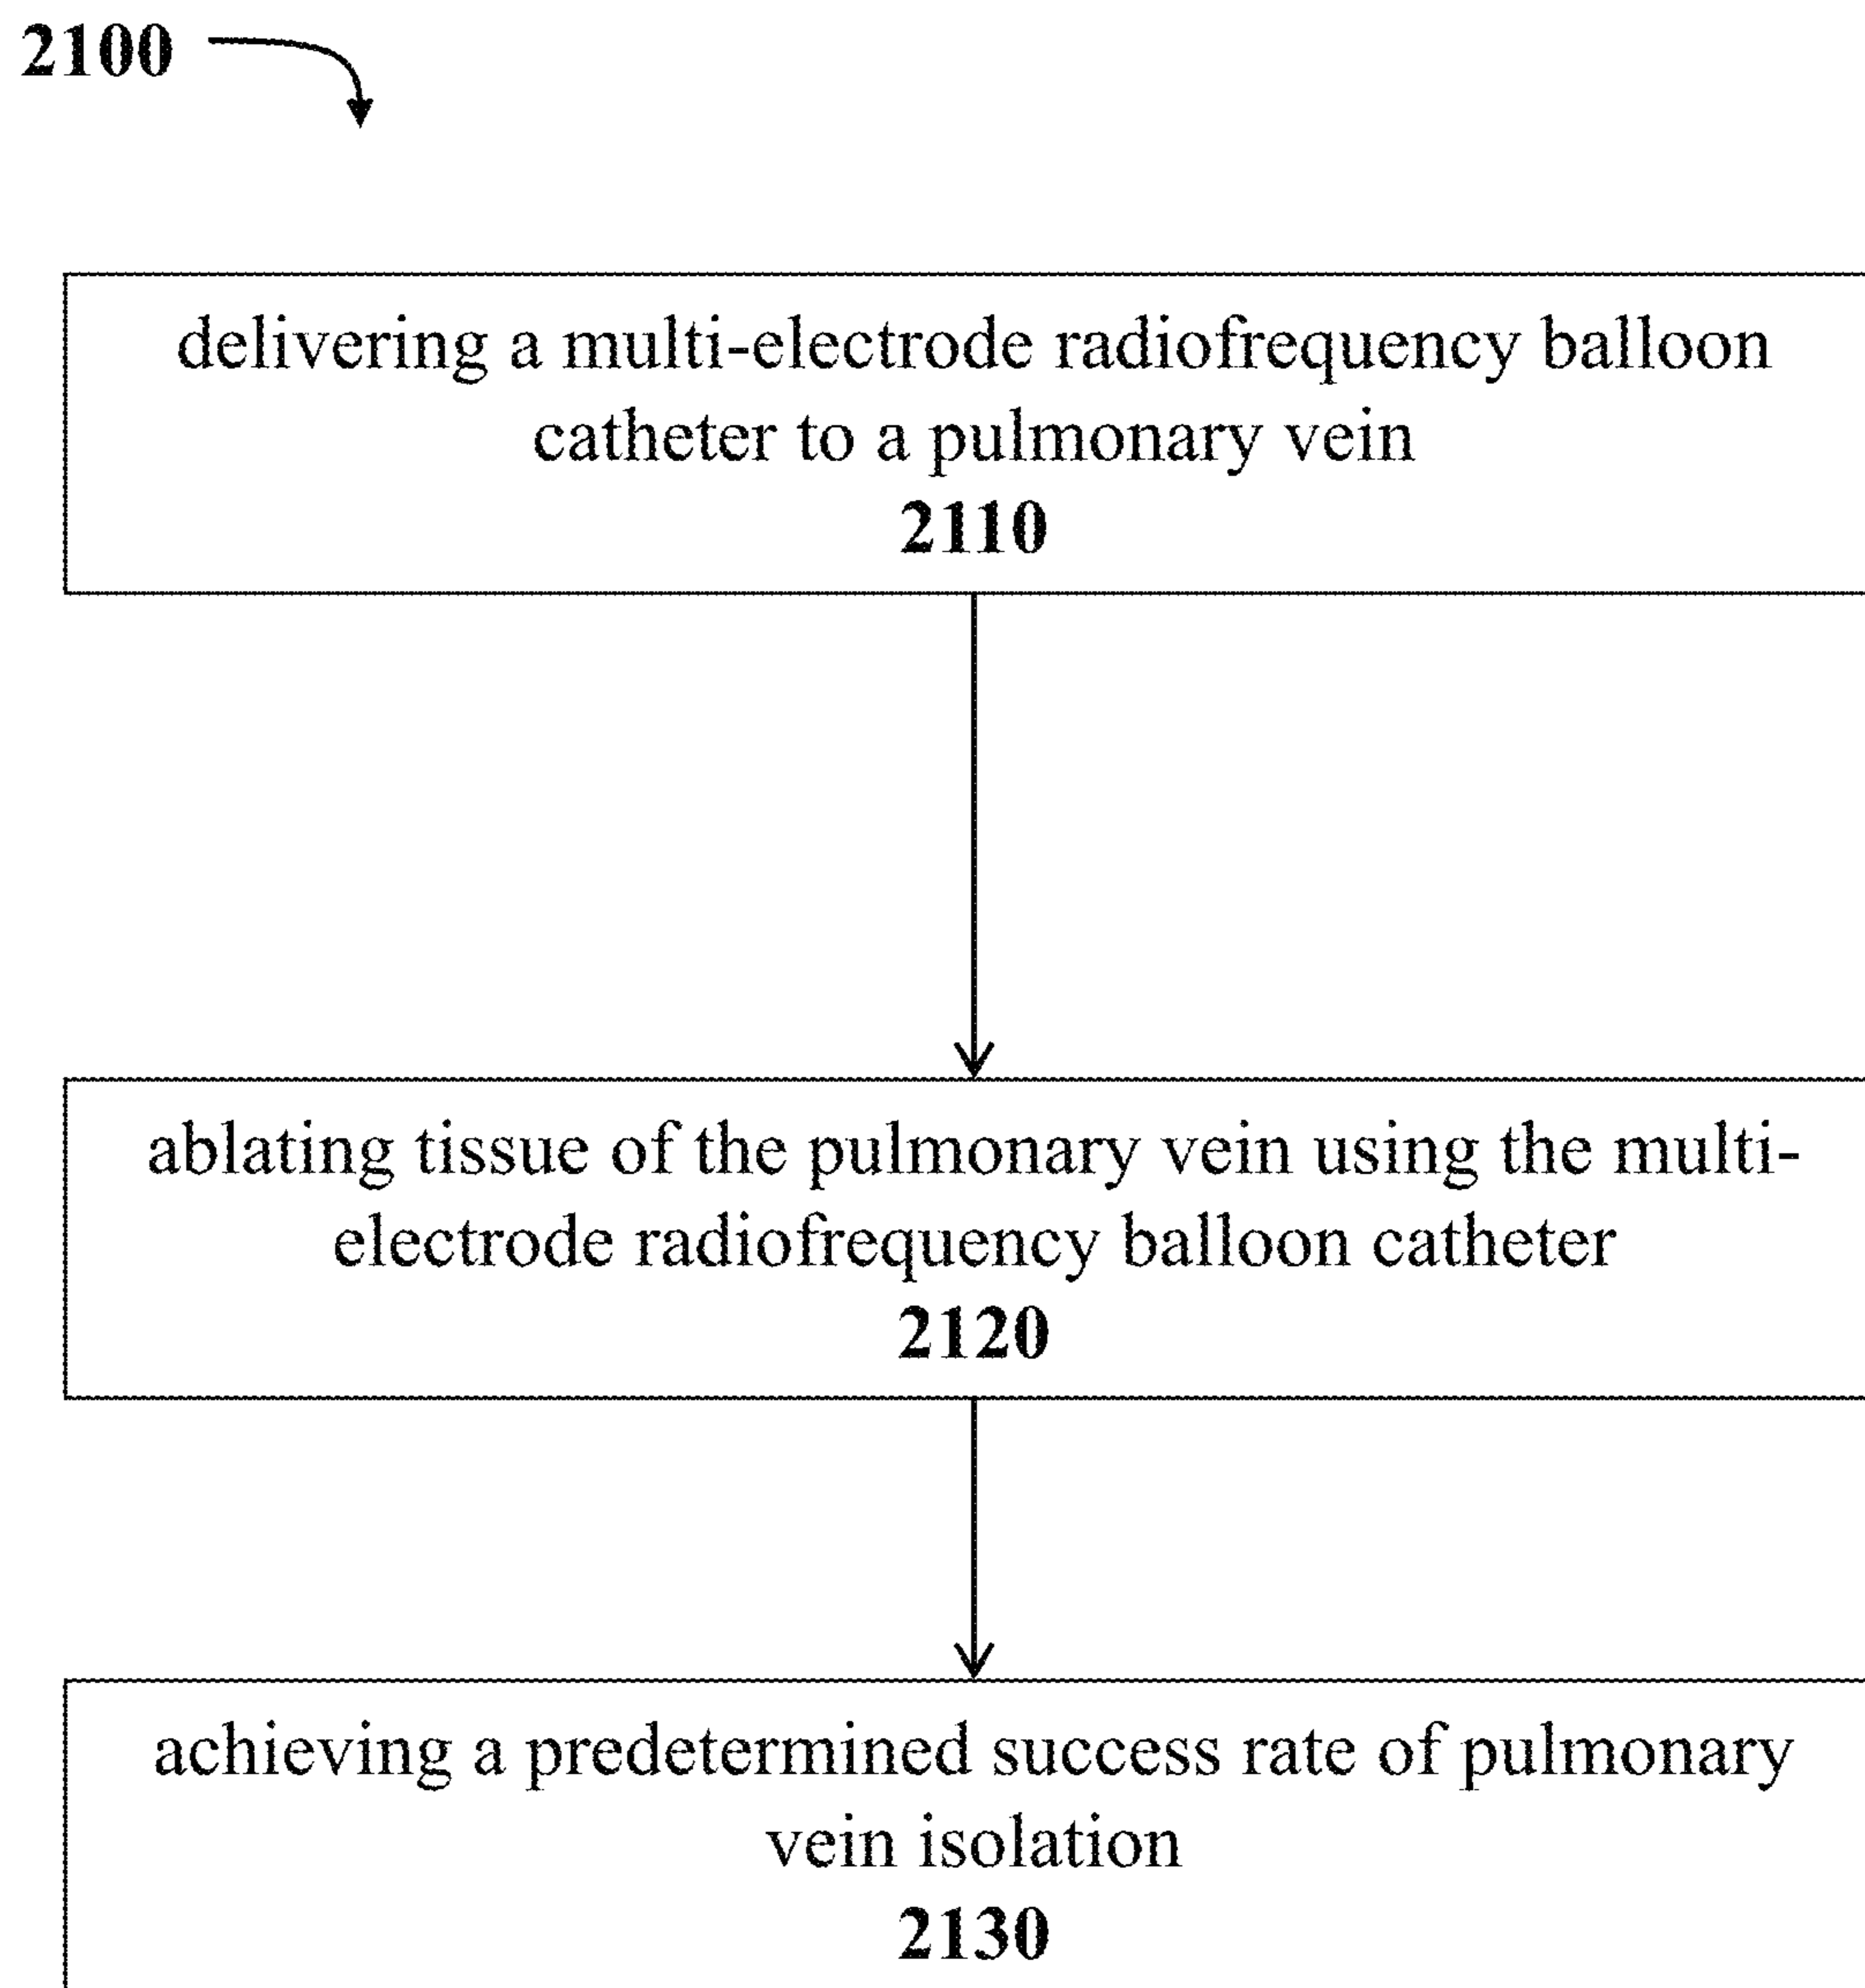 2100
delivering a multi-electrode radiofrequency balloon
catheter to a pulmonary vein
2110
ablating tissue of the pulmonary vein using the multi-
electrode radiofrequency balloon catheter
2120
achieving a predetermined success rate of pulmonary
vein isolation
2130